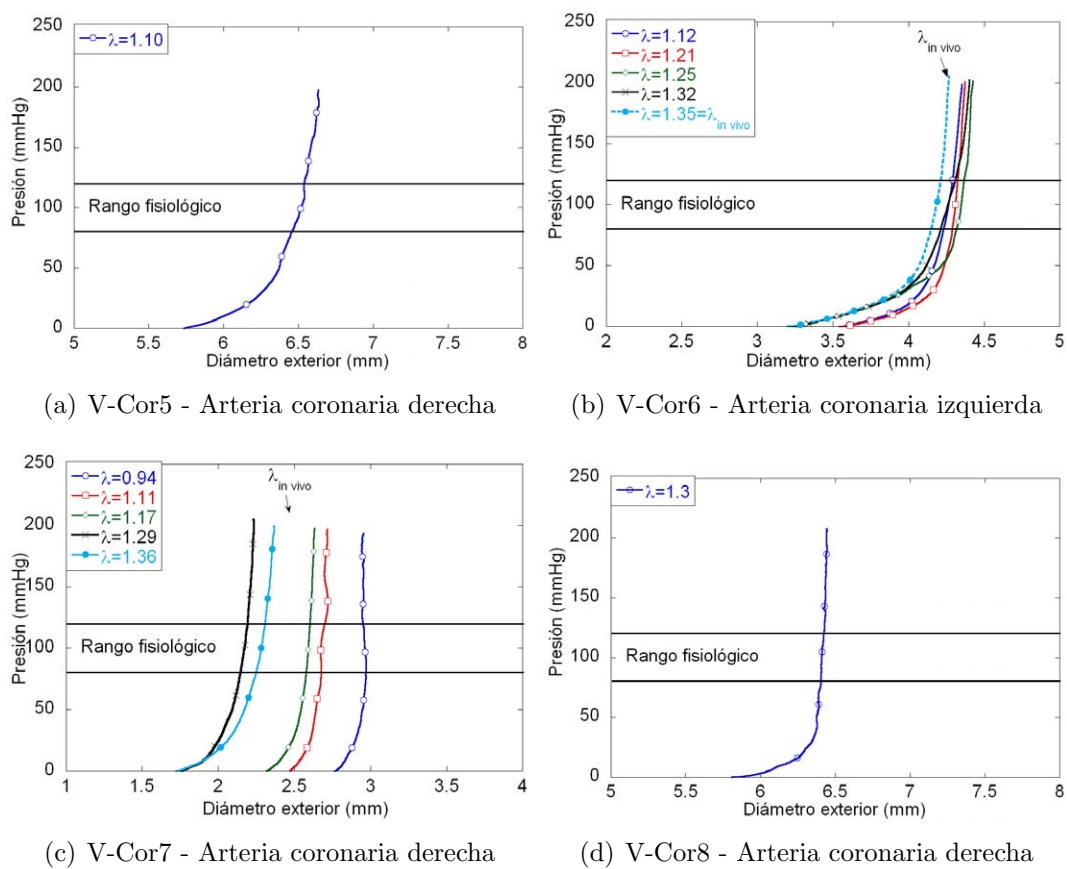 λ=1.10
250
200
150
100
50
0
Presión (mmHg)
Rango fisiológico
5 5.5 6 6.5 7 7.5 8
Diámetro exterior (mm)
(a) V-Cor5 - Arteria coronaria derecha
λ=1.12
λ=1.21
λ=1.25
λ=1.32
λ=1.35=λin vivo
λin vivo
250
200
150
100
50
0
Presión (mmHg)
Rango fisiológico
2 2.5 3 3.5 4 4.5 5
Diámetro exterior (mm)
(b) V-Cor6 - Arteria coronaria izquierda
λ=0.94
λ=1.11
λ=1.17
λ=1.29
λ=1.36
λin vivo
250
200
150
100
50
0
Presión (mmHg)
Rango fisiológico
1 1.5 2 2.5 3 3.5 4
Diámetro exterior (mm)
(c) V-Cor7 - Arteria coronaria derecha
λ=1.3
250
200
150
100
50
0
Presión (mmHg)
Rango fisiológico
5 5.5 6 6.5 7 7.5 8
Diámetro exterior (mm)
(d) V-Cor8 - Arteria coronaria derecha